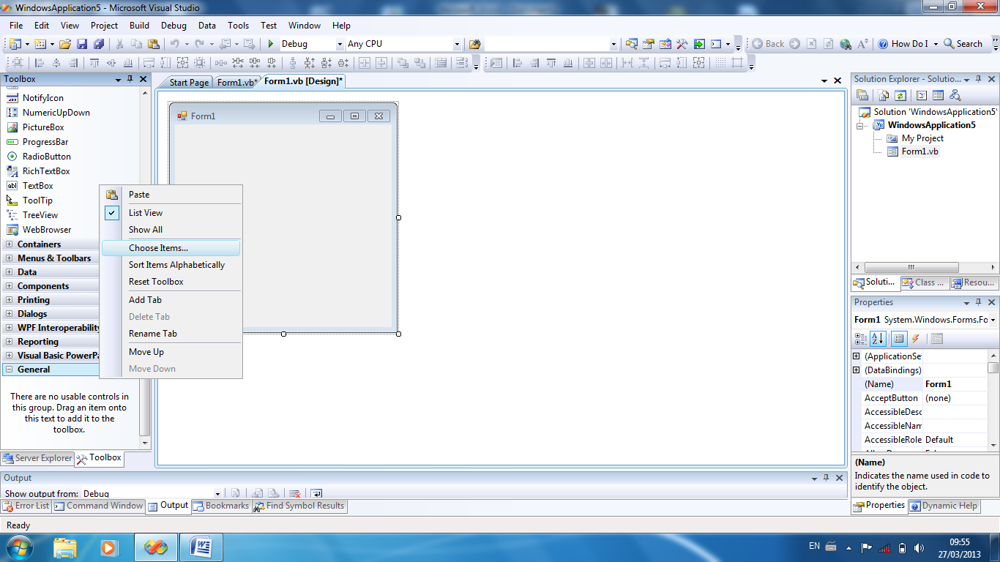 WindowsApplication5 - Microsoft Visual Studio
File Edit View Project Build Debug Data Tools Test Window Help
Debug Any CPU Back How Do I Search
Toolbox
NotifyIcon
NumericUpDown
PictureBox
ProgressBar
RadioButton
RichTextBox
TextBox
ToolTip
TreeView
WebBrowser
Containers
Menus & Toolbars
Data
Components
Printing
Dialogs
WPF Interoperability
Reporting
Visual Basic PowerPa
General
There are no usable controls in
this group. Drag an item onto
this text to add it to the
toolbox.
Server Explorer Toolbox
Start Page Form1.vb* Form1.vb [Design]*
Form1
Paste
List View
Show All
Choose Items...
Sort Items Alphabetically
Reset Toolbox
Add Tab
Delete Tab
Rename Tab
Move Up
Move Down
Solution Explorer - Solutio...
Solution 'WindowsApplication5'
WindowsApplication5
My Project
Form1.vb
Soluti... Class ... Resou...
Properties
Form1 System.Windows.Forms.Fo
(ApplicationSe
(DataBindings)
(Name) Form1
AcceptButton (none)
AccessibleDesc
AccessibleNam
AccessibleRole Default
(Name)
Indicates the name used in code to
identify the object.
Properties Dynamic Help
Output
Show output from: Debug
Error List Command Window Output Bookmarks Find Symbol Results
Ready
EN
09:55
27/03/2013